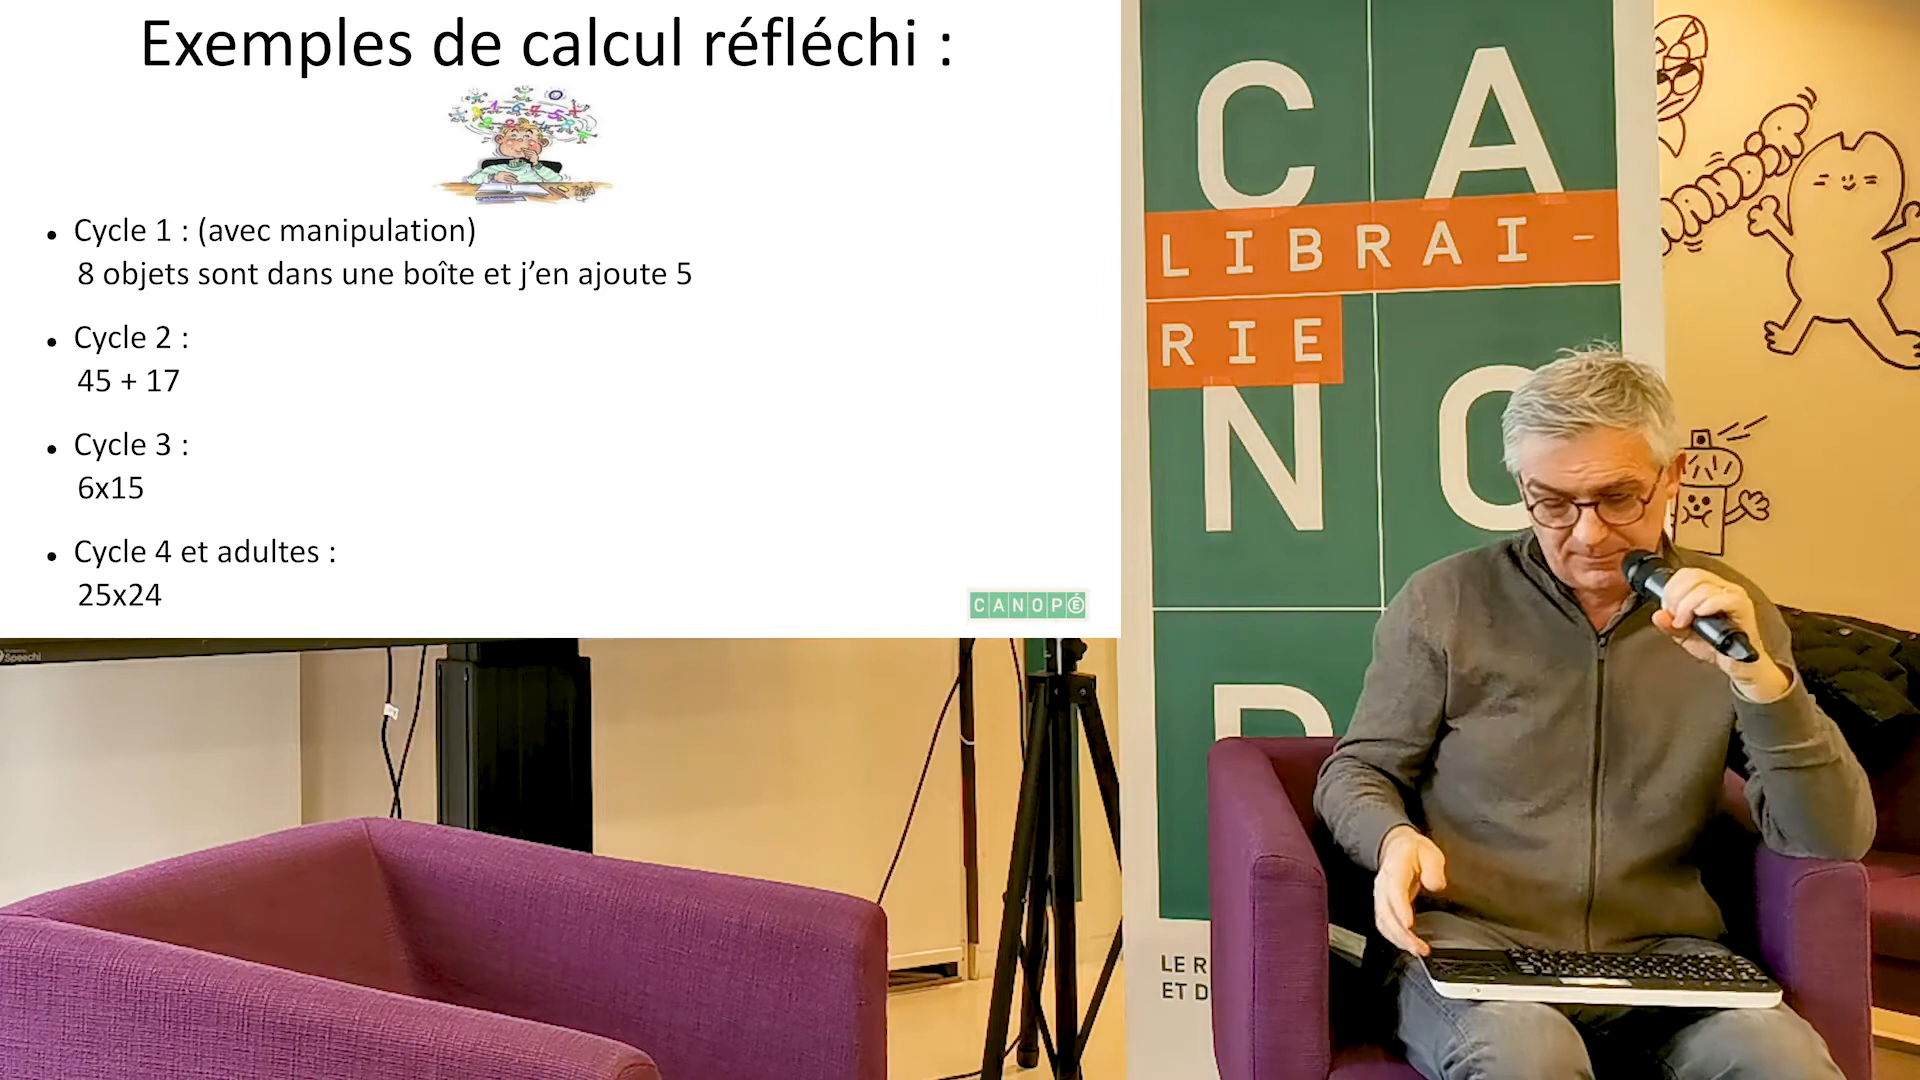 Exemples de calcul réfléchi :
• Cycle 1 : (avec manipulation)
8 objets sont dans une boîte et j’en ajoute 5
• Cycle 2 :
45 + 17
• Cycle 3 :
6x15
• Cycle 4 et adultes :
25x24
CANOPÉ
Speechi
CA
LIBRAI-
RIE
NO
P
LE R
ET D